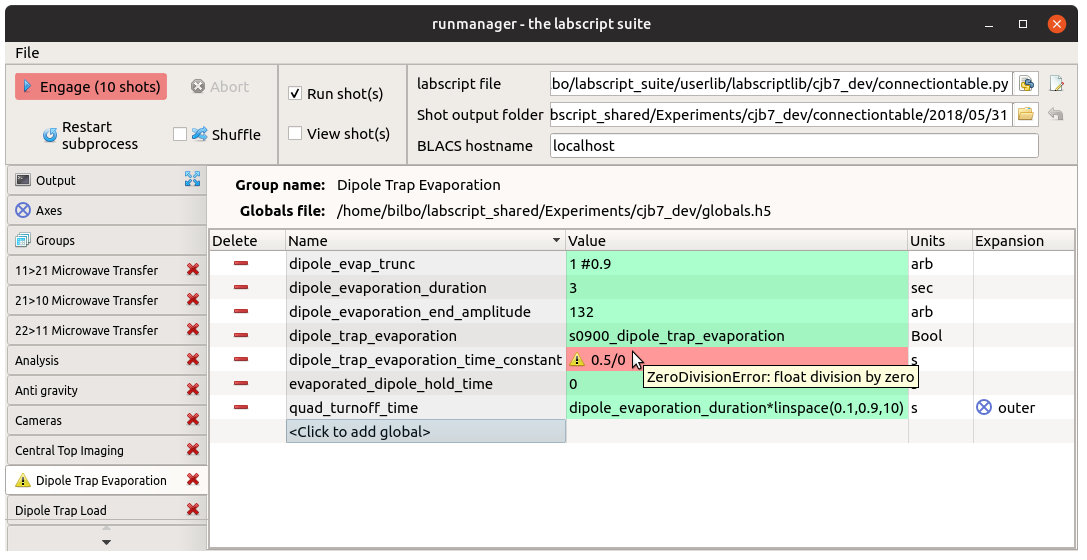 runmanager - the labscript suite
File
Engage (10 shots) Abort
Restart subprocess Shuffle
Run shot(s)
View shot(s)
labscript file bo/labscript_suite/userlib/labscriptlib/cjb7_dev/connectiontable.py
Shot output folder bscript_shared/Experiments/cjb7_dev/connectiontable/2018/05/31
BLACS hostname localhost
Output
Axes
Groups
11>21 Microwave Transfer
21>10 Microwave Transfer
22>11 Microwave Transfer
Analysis
Anti gravity
Cameras
Central Top Imaging
Dipole Trap Evaporation
Dipole Trap Load
Group name: Dipole Trap Evaporation
Globals file: /home/bilbo/labscript_shared/Experiments/cjb7_dev/globals.h5
Delete Name Value Units Expansion
dipole_evap_trunc 1 #0.9 arb
dipole_evaporation_duration 3 sec
dipole_evaporation_end_amplitude 132 arb
dipole_trap_evaporation s0900_dipole_trap_evaporation Bool
dipole_trap_evaporation_time_constant 0.5/0 s
ZeroDivisionError: float division by zero
evaporated_dipole_hold_time 0
quad_turnoff_time dipole_evaporation_duration*linspace(0.1,0.9,10) s outer
<Click to add global>